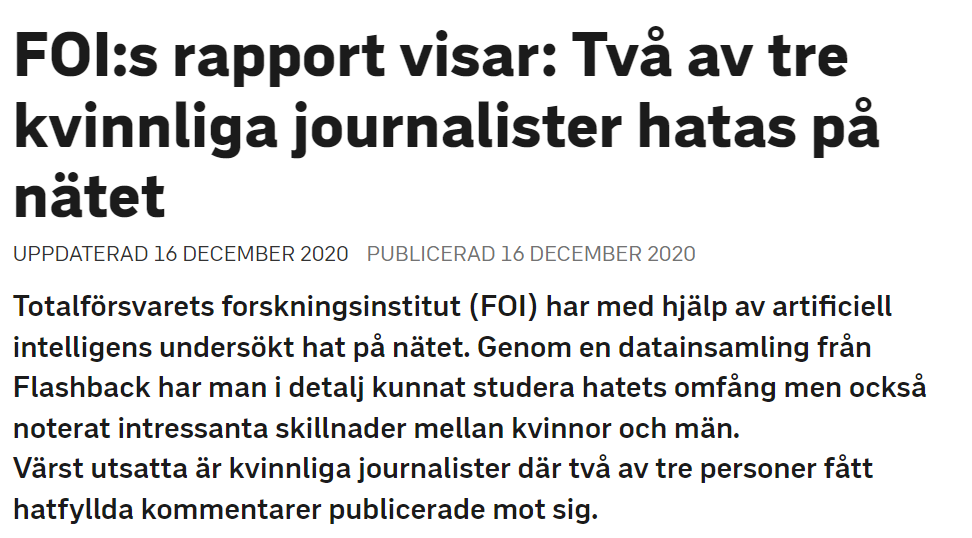 FOI:s rapport visar: Två av tre
kvinnliga journalister hatas på
nätet
UPPDATERAD 16 DECEMBER 2020 PUBLICERAD 16 DECEMBER 2020
Totalförsvarets forskningsinstitut (FOI) har med hjälp av artificiell
intelligens undersökt hat på nätet. Genom en datainsamling från
Flashback har man i detalj kunnat studera hatets omfång men också
noterat intressanta skillnader mellan kvinnor och män.
Värst utsatta är kvinnliga journalister där två av tre personer fått
hatfyllda kommentarer publicerade mot sig.